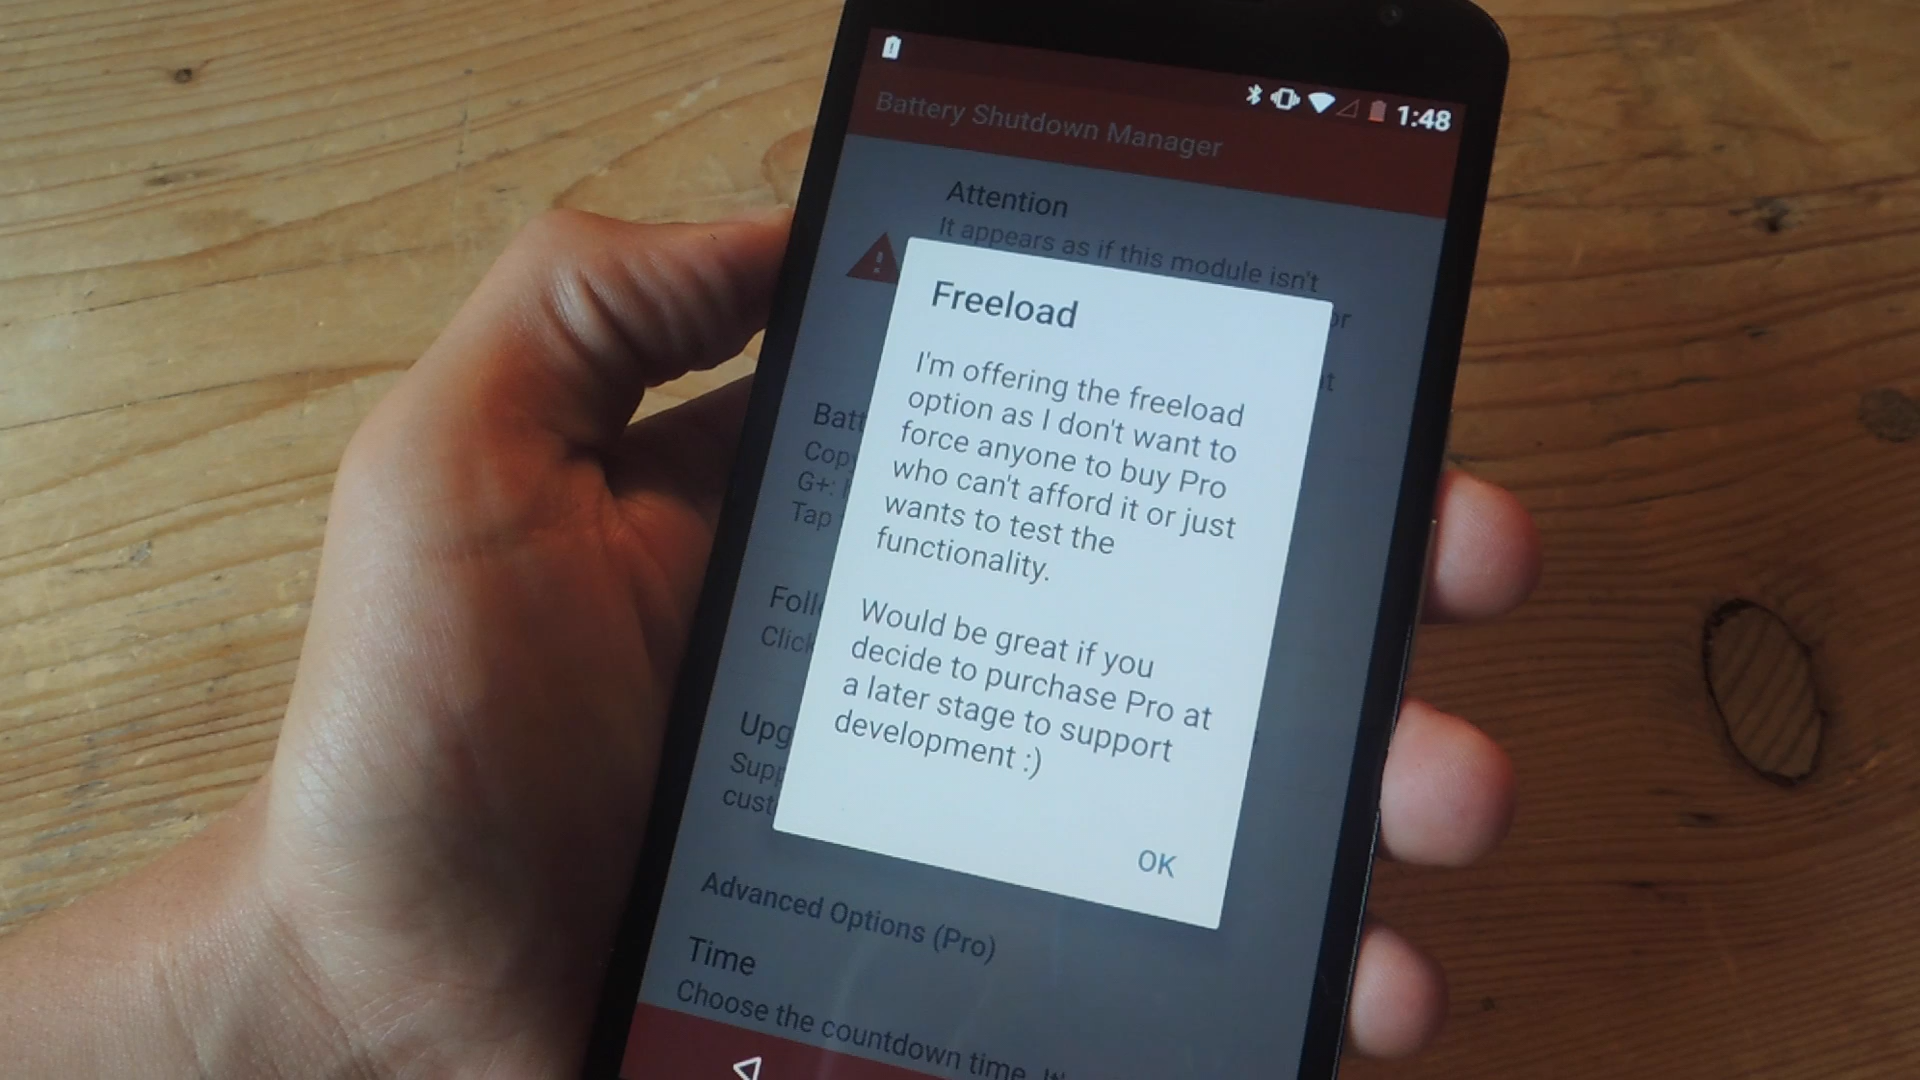 1:48
Battery Shutdown Manager
Attention
It appears as if this module isn't
or
Freeload
I'm offering the freeload
option as I don't want to
force anyone to buy Pro
who can't afford it or just
wants to test the
functionality.
Would be great if you
decide to purchase Pro at
a later stage to support
development :)
OK
G+:
Tap
Advanced Options (Pro)
Time
Choose the countdown time.